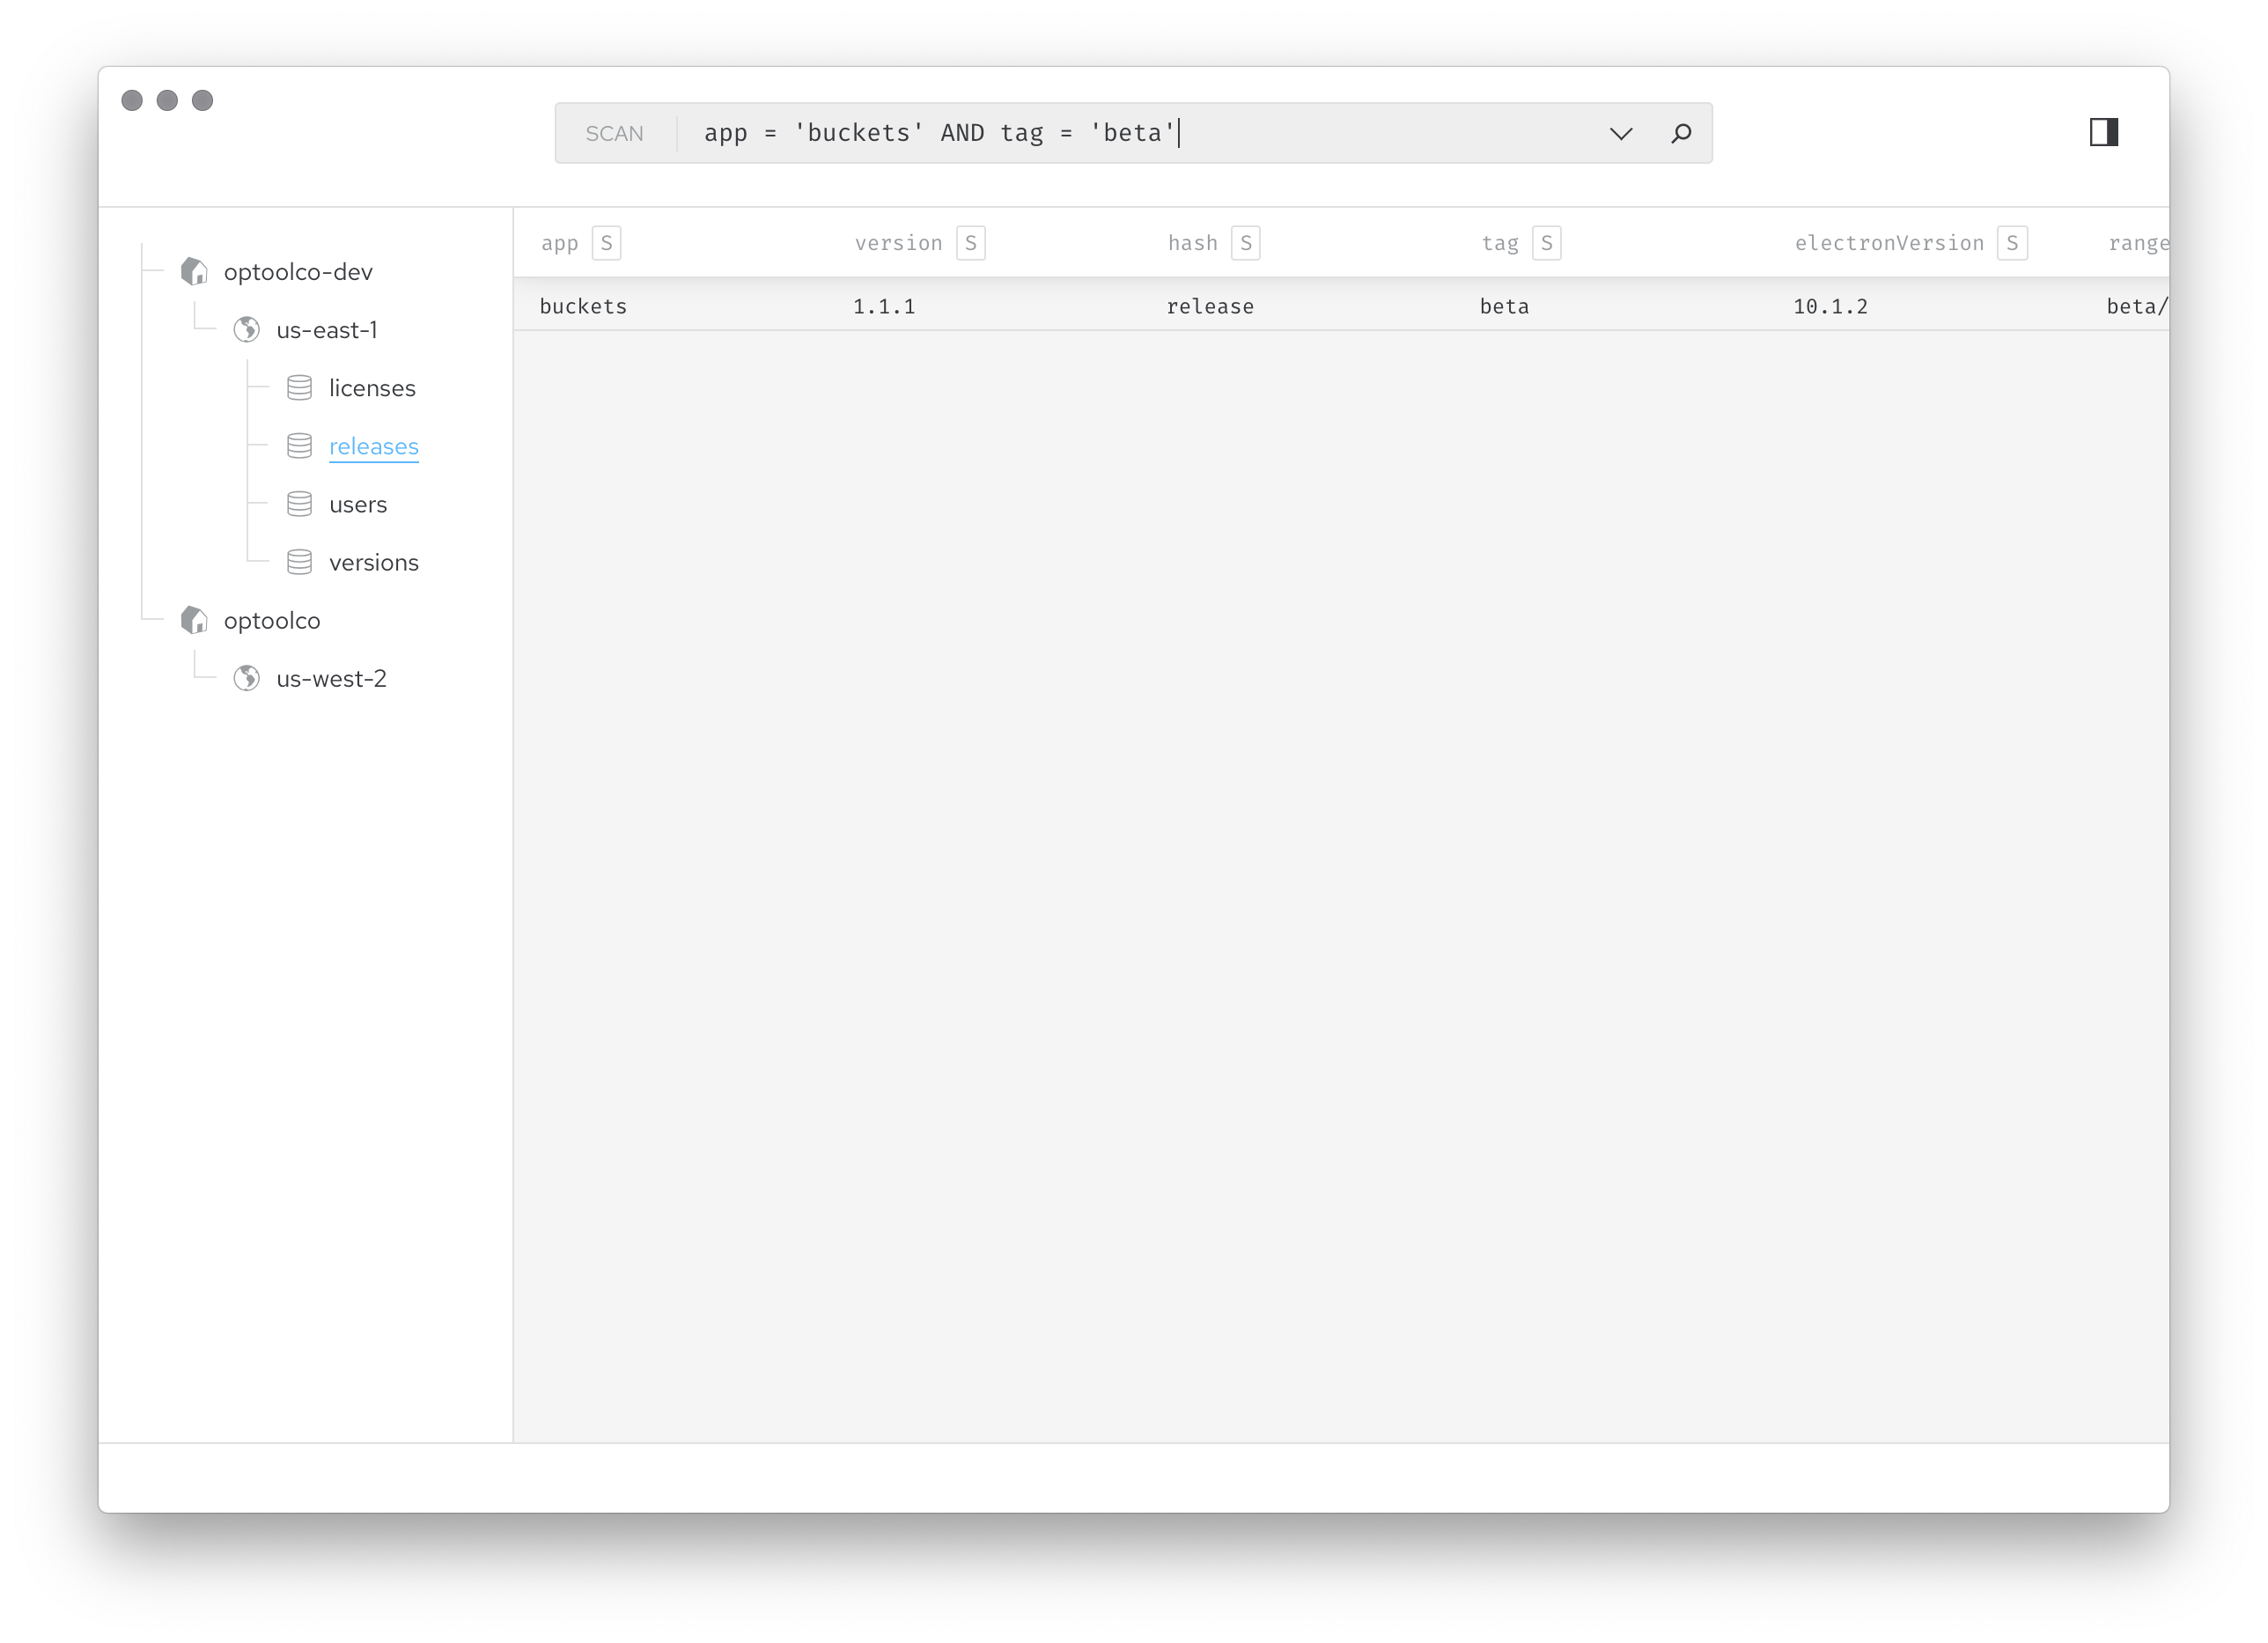 SCAN app = 'buckets' AND tag = 'beta'
optoolco-dev
us-east-1
licenses
releases
users
versions
optoolco
us-west-2
app S version S hash S tag S electronVersion S range
buckets 1.1.1 release beta 10.1.2 beta/